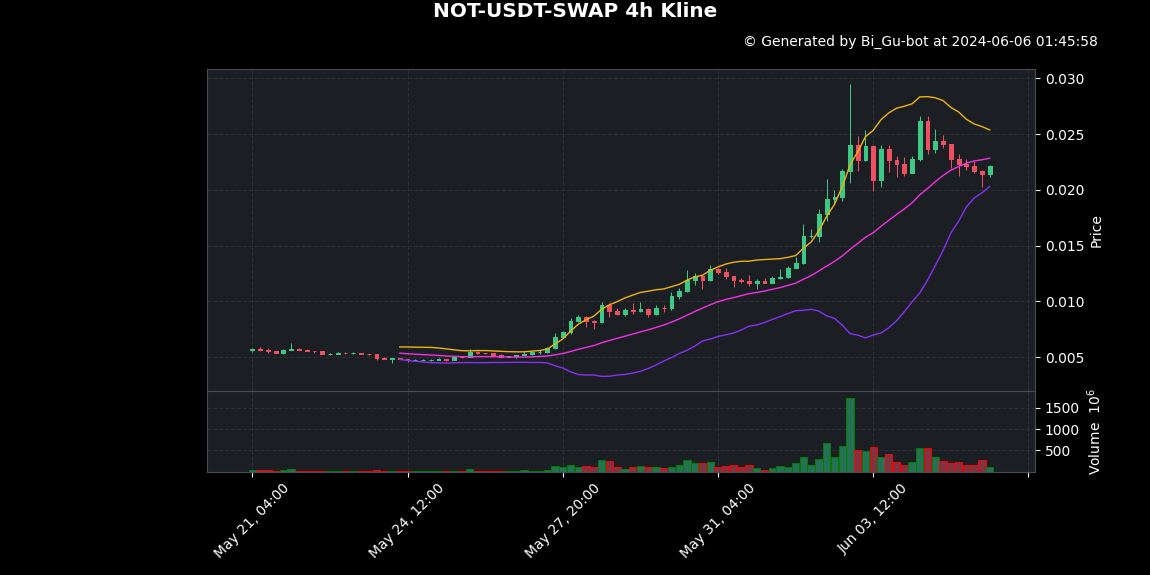 NOT-USDT-SWAP 4h Kline
© Generated by Bi_Gu-bot at 2024-06-06 01:45:58
0.030
0.025
0.020
0.015
0.010
0.005
Price
1500
1000
500
Volume 10⁶
May 21, 04:00
May 24, 12:00
May 27, 20:00
May 31, 04:00
Jun 03, 12:00